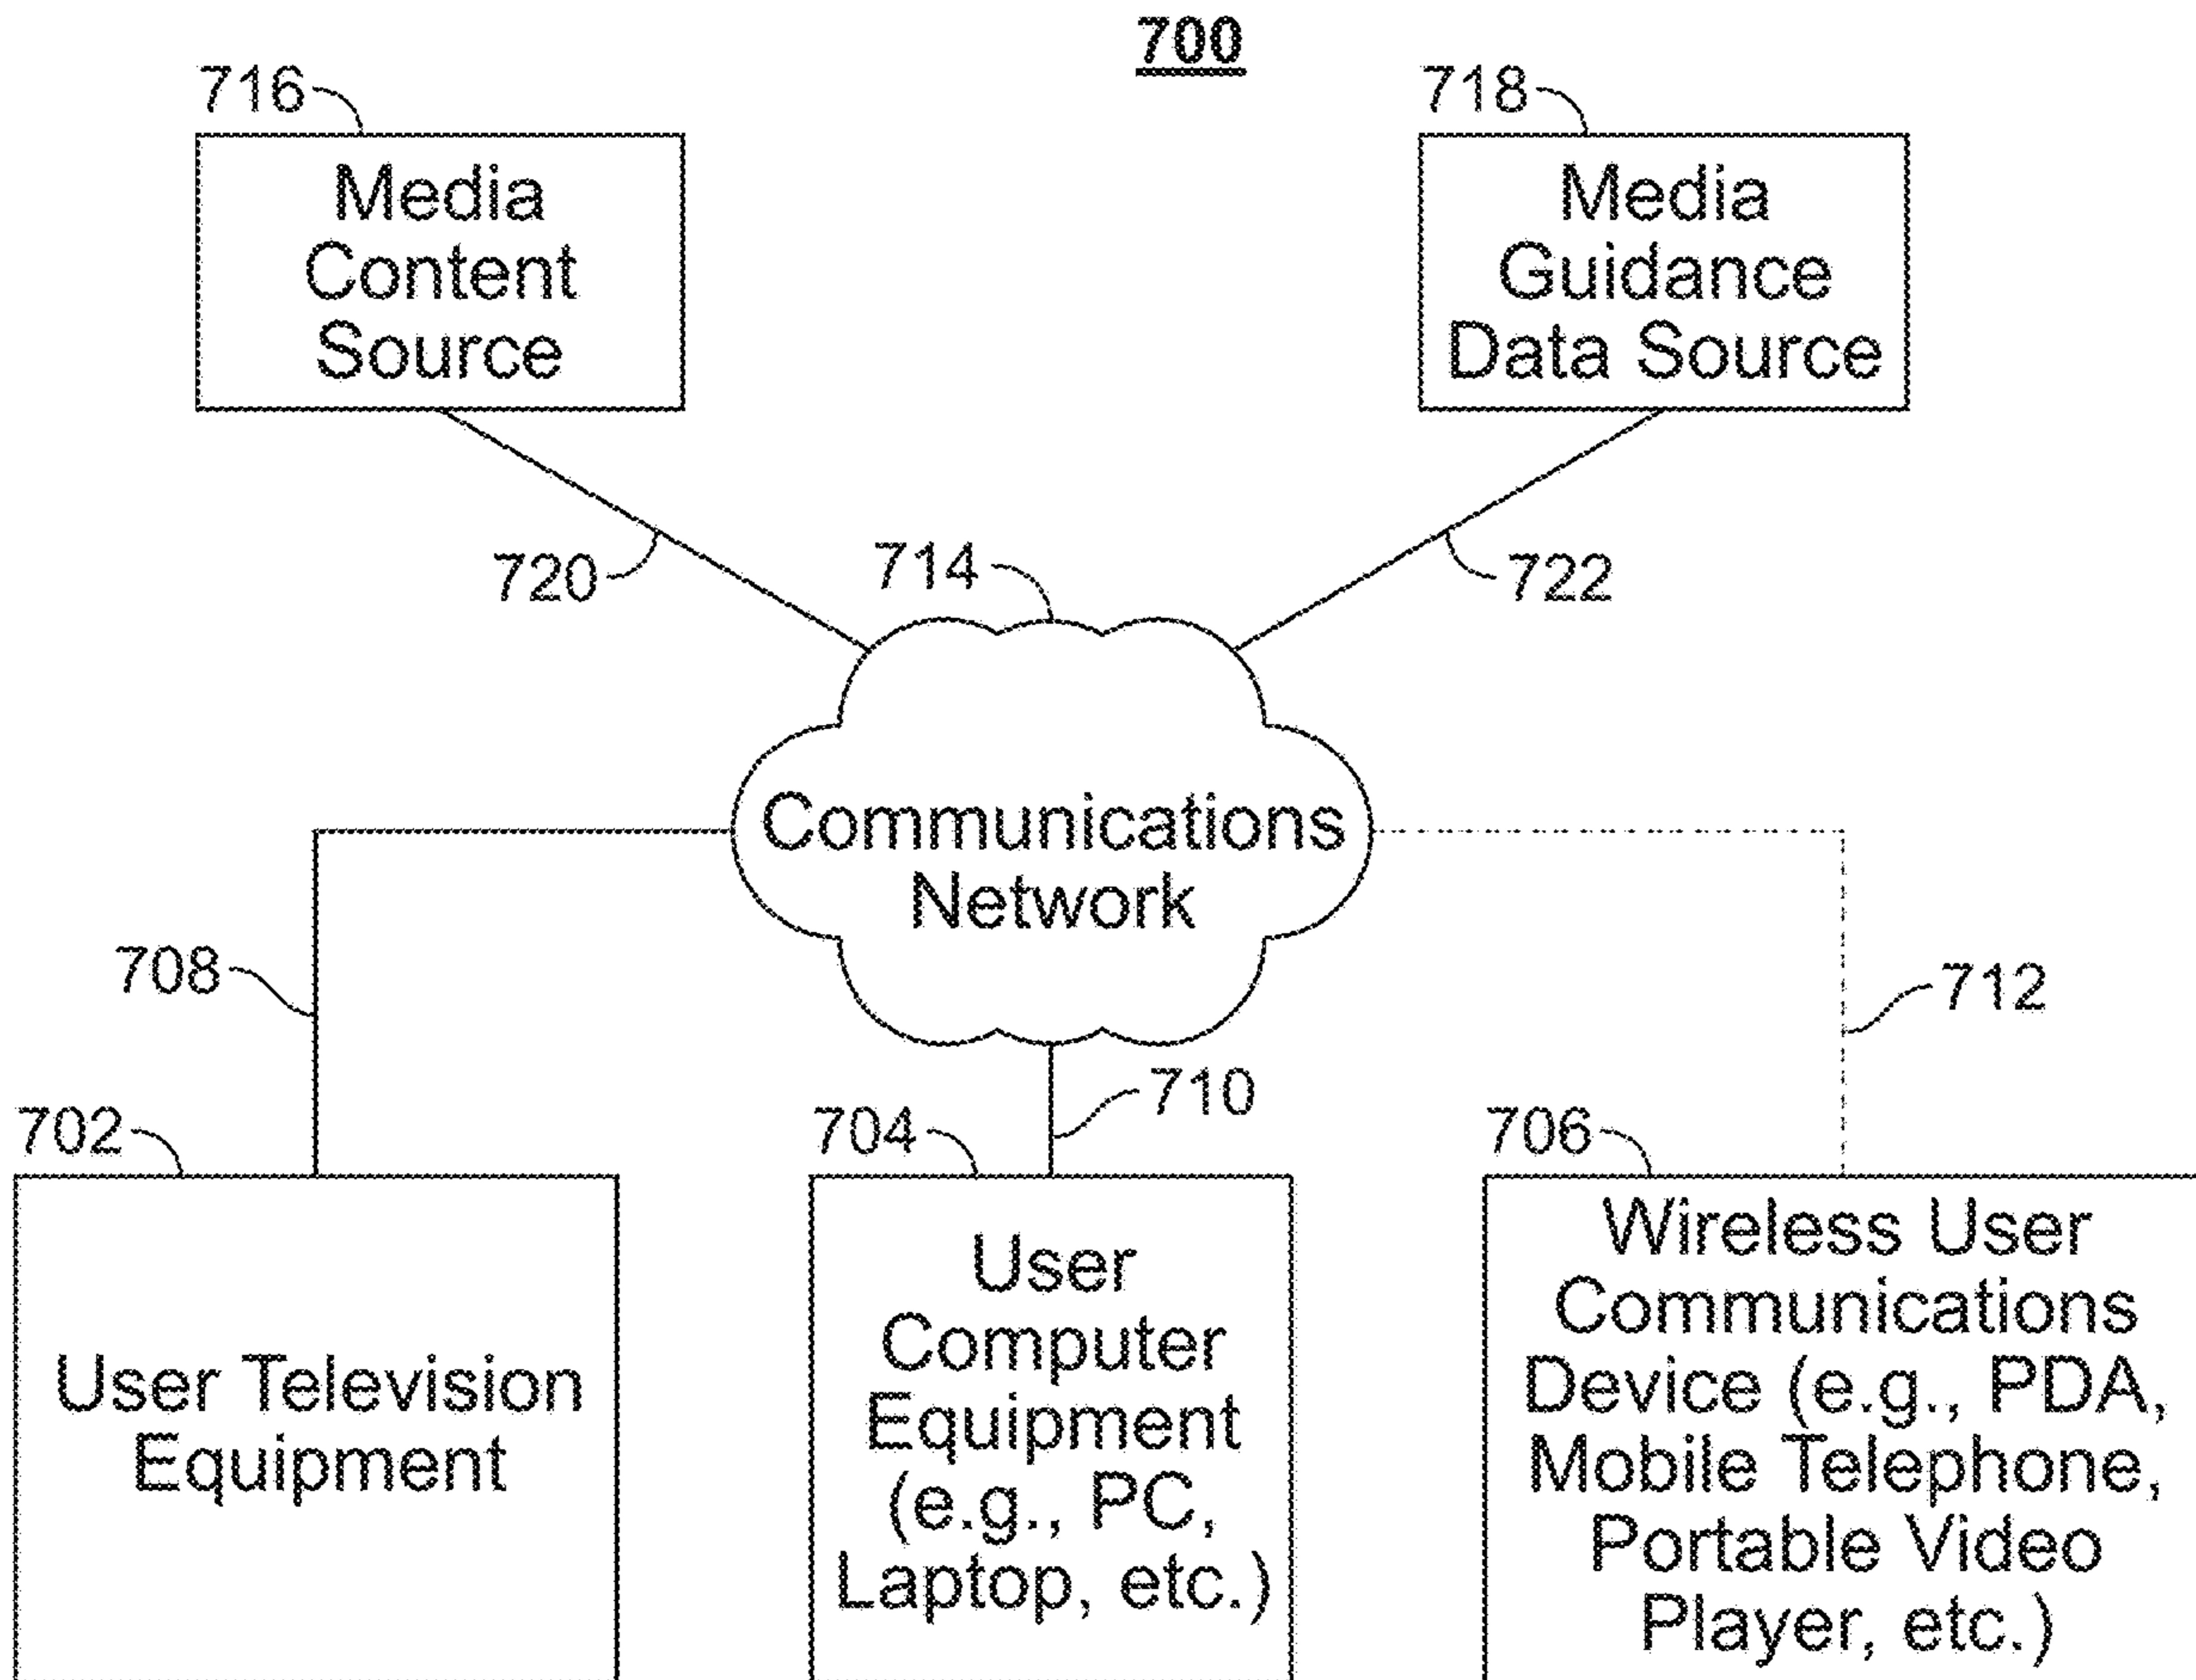 700
716
718
Media
Content
Source
Media
Guidance
Data Source
720
714
722
Communications
Network
708
712
710
702
704
706
User Television
Equipment
User
Computer
Equipment
(e.g., PC,
Laptop, etc.)
Wireless User
Communications
Device (e.g., PDA,
Mobile Telephone,
Portable Video
Player, etc.)